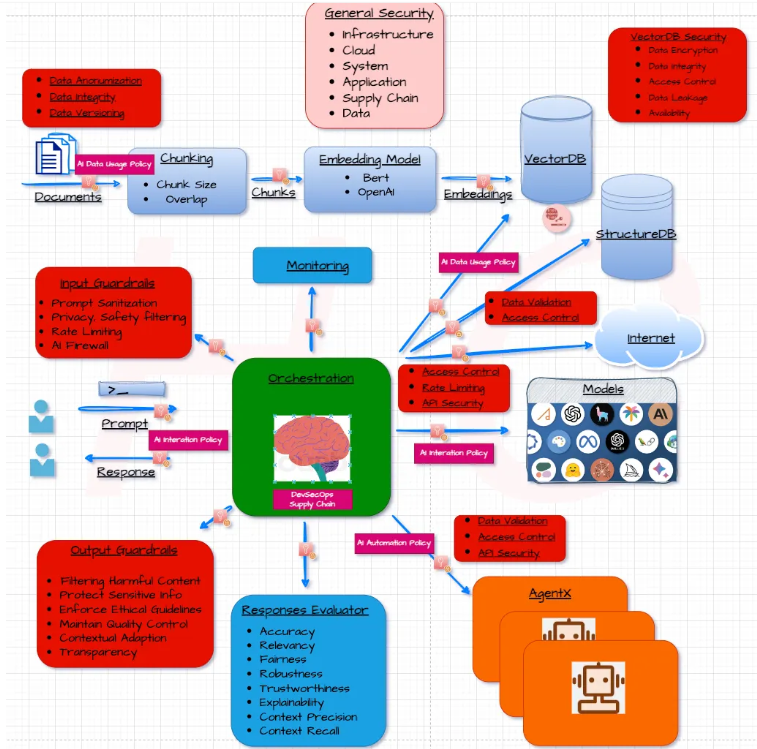 General Security
Infrastructure
Cloud
System
Application
Supply Chain
Data
VectorDB Security
Data Encryption
Data Integrity
Access Control
Data Leakage
Availability
Data Anonumization
Data Integrity
Data Versioning
AI Data Usage Policy
Documents
Chunking
Chunk Size
Overlap
Chunks
Embedding Model
Bert
OpenAI
Embeddings
VectorDB
StructureDB
Monitoring
AI Data Usage Policy
Input Guardrails
Prompt Sanitization
Privacy, Safety filtering
Rate Limiting
AI Firewall
Data Validation
Access Control
Internet
Orchestration
DevSecOps
Supply Chain
Access Control
Rate Limiting
API Security
Models
>_
Prompt
AI Interation Policy
Response
AI Interation Policy
Output Guardrails
Filtering Harmful Content
Protect Sensitive Info
Enforce Ethical Guidelines
Maintain Quality Control
Contextual Adaption
Transparency
AI Automation Policy
Data Validation
Access Control
API Security
Responses Evaluator
Accuracy
Relevancy
Fairness
Robustness
Trustworthiness
Explainability
Context Precision
Context Recall
AgentX